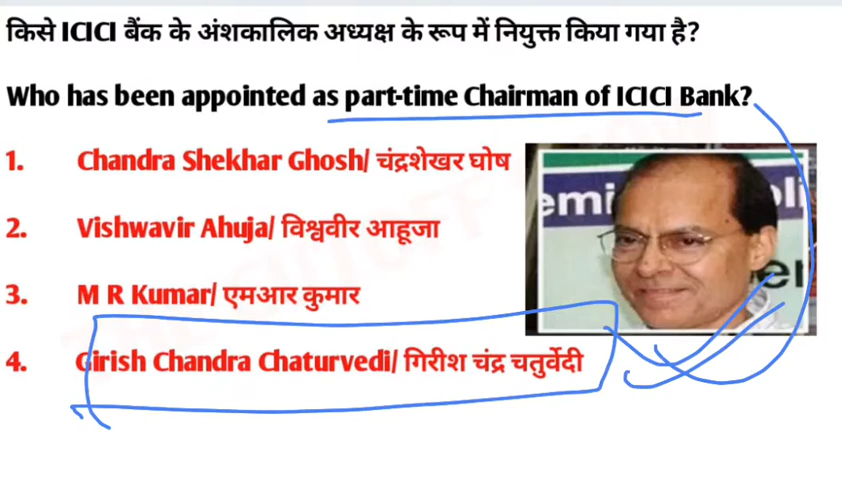 किसे ICICI बैंक के अंशकालिक अध्यक्ष के रूप में नियुक्त किया गया है?
Who has been appointed as part-time Chairman of ICICI Bank?
1. Chandra Shekhar Ghosh/ चंद्रशेखर घोष
2. Vishwavir Ahuja/ विश्ववीर आहूजा
3. M R Kumar/ एमआर कुमार
4. Girish Chandra Chaturvedi/ गिरीश चंद्र चतुर्वेदी